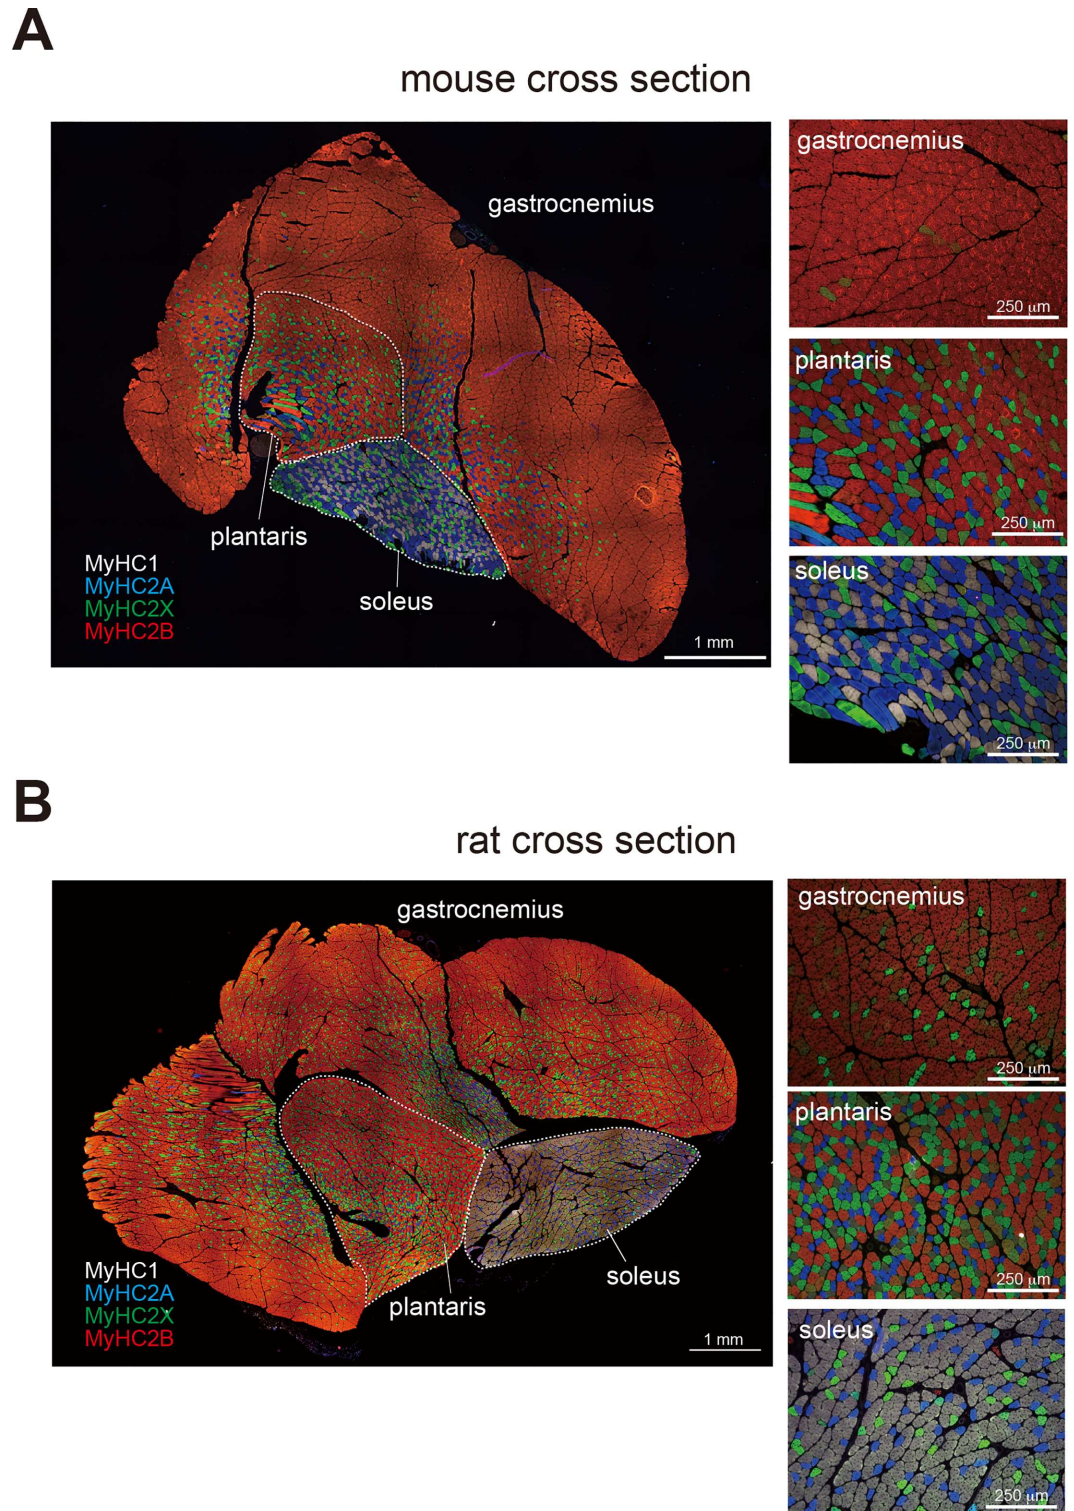 A
mouse cross section
gastrocnemius
plantaris
soleus
MyHC1
MyHC2A
MyHC2X
MyHC2B
1 mm
gastrocnemius
250 μm
plantaris
250 μm
soleus
250 μm
B
rat cross section
gastrocnemius
soleus
plantaris
MyHC1
MyHC2A
MyHC2X
MyHC2B
1 mm
gastrocnemius
250 μm
plantaris
250 μm
soleus
250 μm